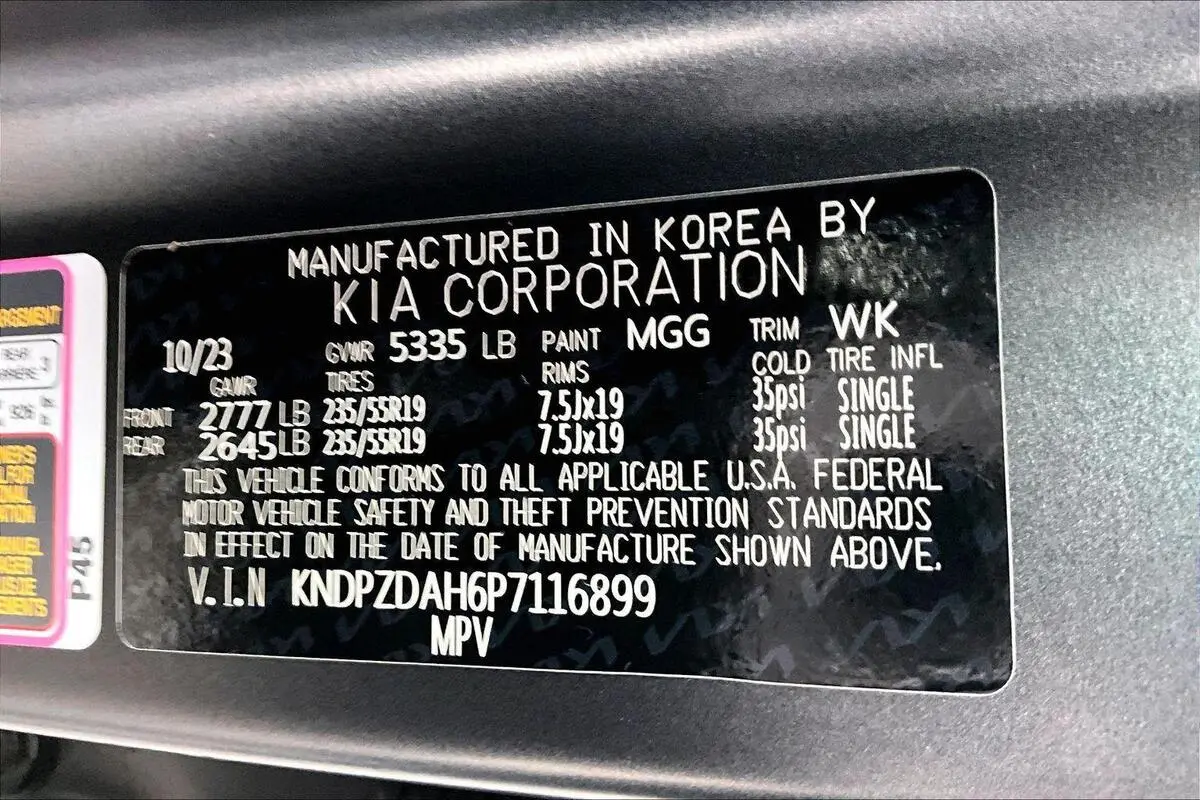 MANUFACTURED IN KOREA BY
KIA CORPORATION
10/23 GVWR 5335 LB PAINT MGG TRIM WK
GAWR TIRES RIMS COLD TIRE INFL
FRONT 2777 LB 235/55R19 7.5Jx19 35psi SINGLE
REAR 2645LB 235/55R19 7.5Jx19 35psi SINGLE
THIS VEHICLE CONFORMS TO ALL APPLICABLE U.S.A. FEDERAL
MOTOR VEHICLE SAFETY AND THEFT PREVENTION STANDARDS
IN EFFECT ON THE DATE OF MANUFACTURE SHOWN ABOVE.
V.I.N KNDPZDAH6P7116899
MPV
REAR
3
926
P45